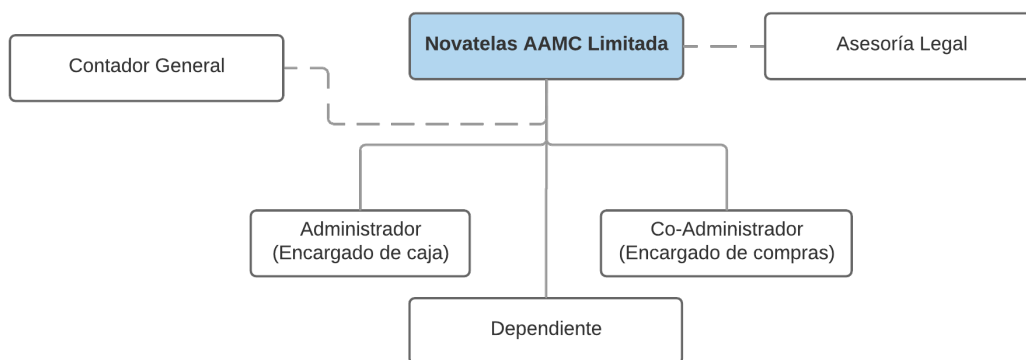 Novatelas AAMC Limitada
Asesoría Legal
Contador General
Administrador
(Encargado de caja)
Co-Administrador
(Encargado de compras)
Dependiente